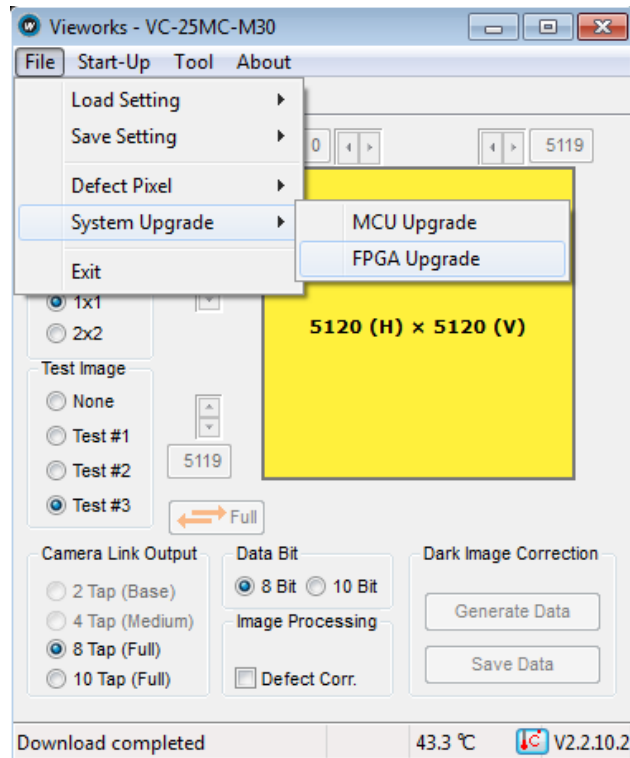 Vieworks - VC-25MC-M30
File Start-Up Tool About
Load Setting
Save Setting
0 5119
Defect Pixel
System Upgrade
MCU Upgrade
FPGA Upgrade
Exit
1x1
2x2
5120 (H) × 5120 (V)
Test Image
None
Test #1
Test #2
5119
Test #3
Full
Camera Link Output
Data Bit
Dark Image Correction
2 Tap (Base)
8 Bit 10 Bit
Generate Data
4 Tap (Medium)
Image Processing
8 Tap (Full)
Save Data
10 Tap (Full)
Defect Corr.
Download completed 43.3 ℃ V2.2.10.2